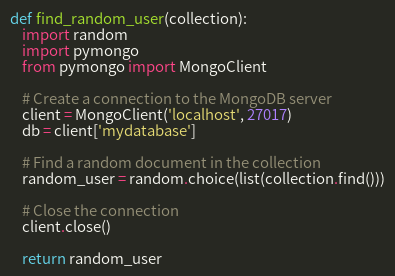 def find_random_user(collection):
    import random
    import pymongo
    from pymongo import MongoClient

    # Create a connection to the MongoDB server
    client = MongoClient('localhost', 27017)
    db = client['mydatabase']

    # Find a random document in the collection
    random_user = random.choice(list(collection.find()))

    # Close the connection
    client.close()

    return random_user